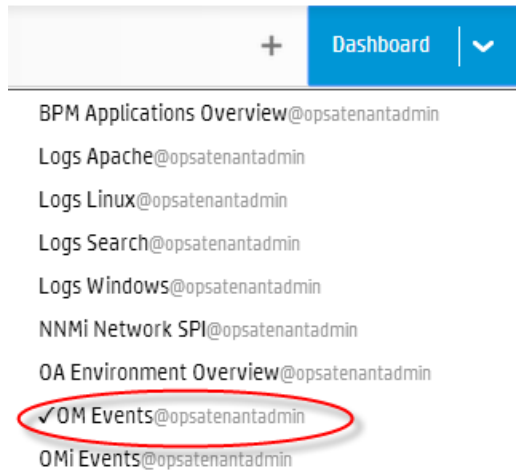 + Dashboard
BPM Applications Overview@opsatenantadmin
Logs Apache@opsatenantadmin
Logs Linux@opsatenantadmin
Logs Search@opsatenantadmin
Logs Windows@opsatenantadmin
NNMi Network SPI@opsatenantadmin
OA Environment Overview@opsatenantadmin
✓OM Events@opsatenantadmin
OMi Events@opsatenantadmin